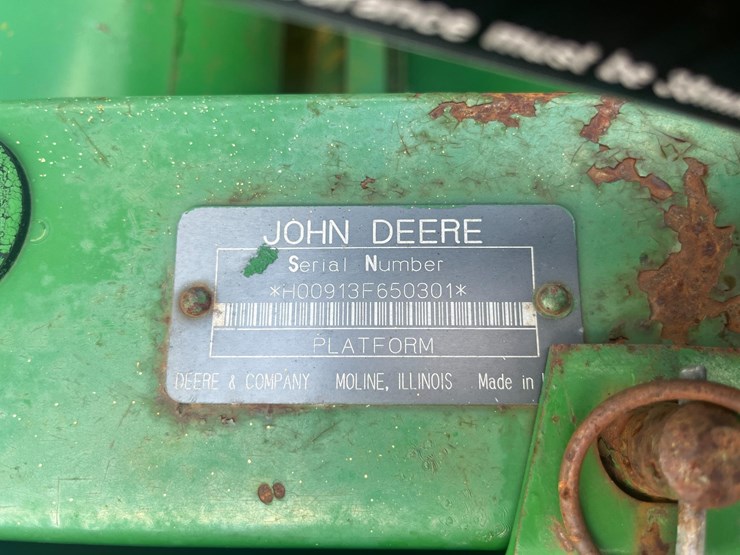 must be
JOHN DEERE
Serial Number
*H00913F650301*
PLATFORM
DEERE & COMPANY MOLINE, ILLINOIS Made in